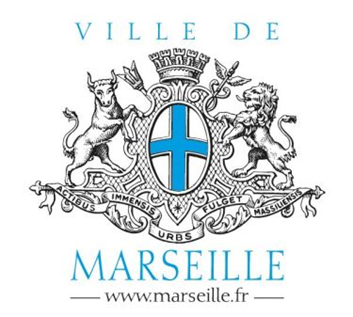 VILLE DE
ACTIBUS IMMENSIS URBS FULGET MASSILIENSIS
MARSEILLE
www.marseille.fr